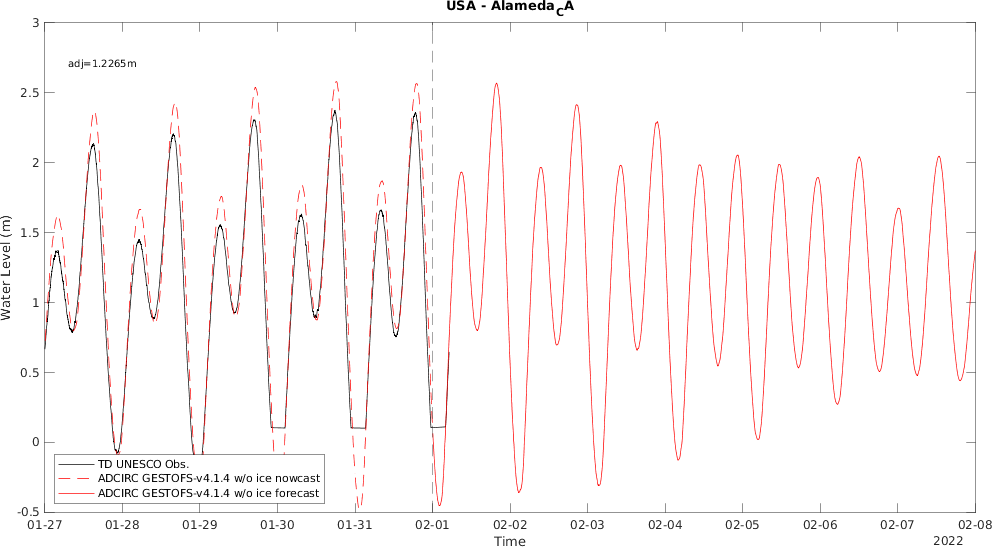 USA - Alameda_CA
adj=1.2265m
3
2.5
2
1.5
1
0.5
0
-0.5
Water Level (m)
TD UNESCO Obs.
ADCIRC GESTOFS-v4.1.4 w/o ice nowcast
ADCIRC GESTOFS-v4.1.4 w/o ice forecast
01-27 01-28 01-29 01-30 01-31 02-01 02-02 02-03 02-04 02-05 02-06 02-07 02-08
Time
2022